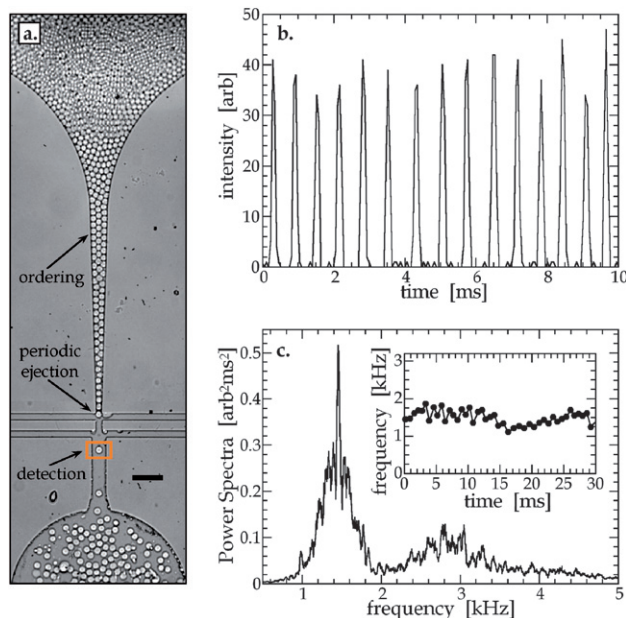 a.
ordering
periodic
ejection
detection
b.
intensity [arb]
50
40
30
20
10
0
0 2 4 6 8 10
time [ms]
c.
Power Spectra [arb²ms²]
0.5
0.4
0.3
0.2
0.1
0
1 2 3 4 5
frequency [kHz]
frequency
[kHz]
3
2
1
0
0 5 10 15 20 25 30
time [ms]